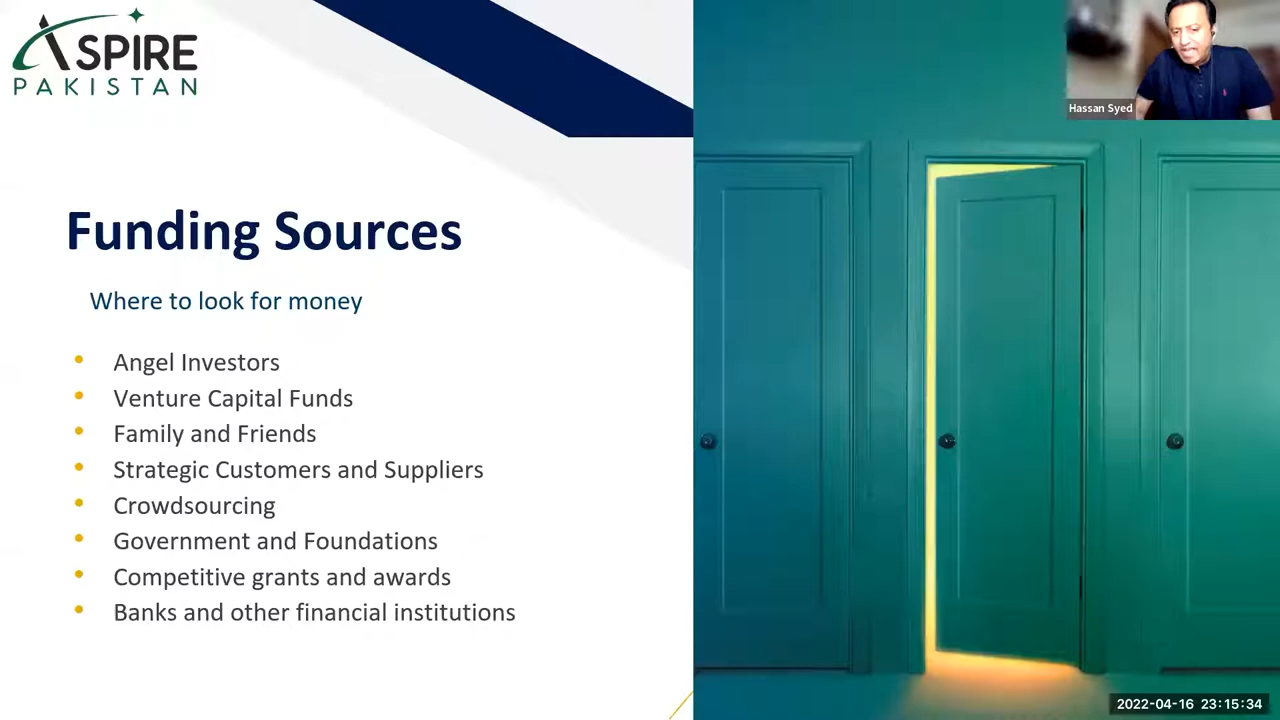 ASPIRE
PAKISTAN
Hassan Syed
Funding Sources
Where to look for money
• Angel Investors
• Venture Capital Funds
• Family and Friends
• Strategic Customers and Suppliers
• Crowdsourcing
• Government and Foundations
• Competitive grants and awards
• Banks and other financial institutions
2022-04-16 23:15:34